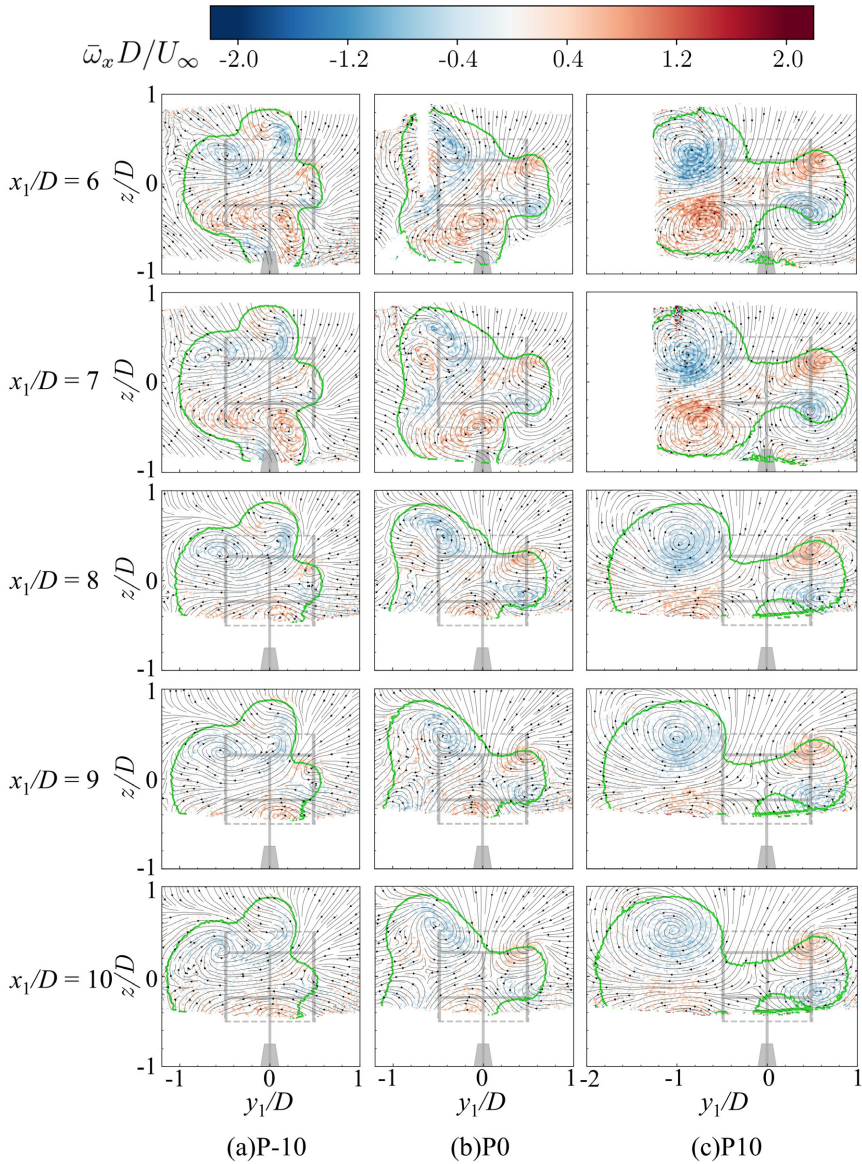 ω̄ₓD/U∞
-2.0 -1.2 -0.4 0.4 1.2 2.0
x₁/D = 6
z/D
1
0
-1
x₁/D = 7
z/D
1
0
-1
x₁/D = 8
z/D
1
0
-1
x₁/D = 9
z/D
1
0
-1
x₁/D = 10
z/D
1
0
-1
-1 0 1 -1 0 1 -2 -1 0 1
y₁/D y₁/D y₁/D
(a)P-10 (b)P0 (c)P10